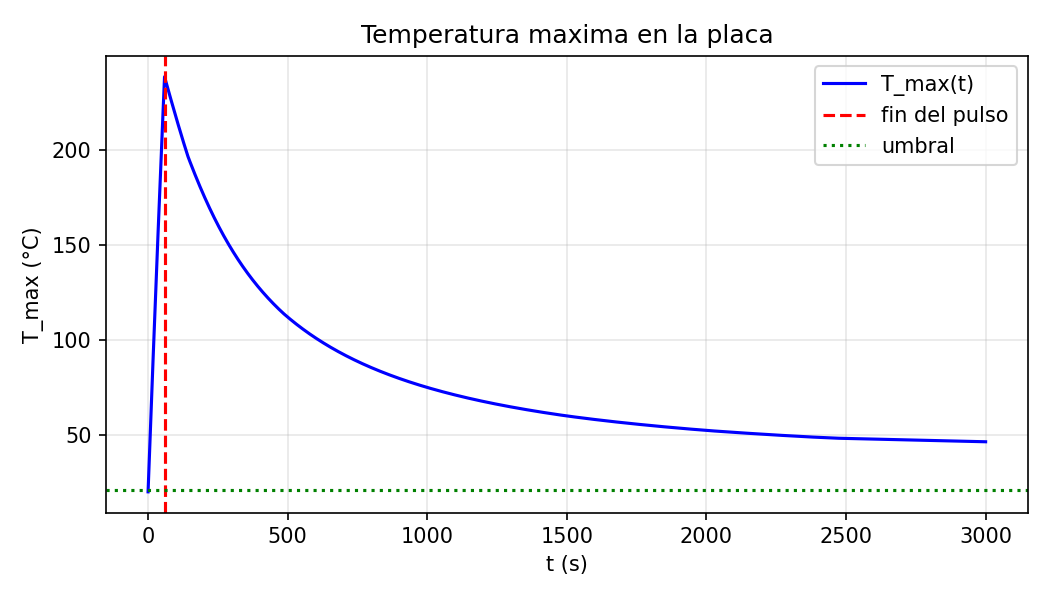 Temperatura maxima en la placa
T_max(t)
fin del pulso
umbral
T_max (°C)
200
150
100
50
0
500
1000
1500
2000
2500
3000
t (s)